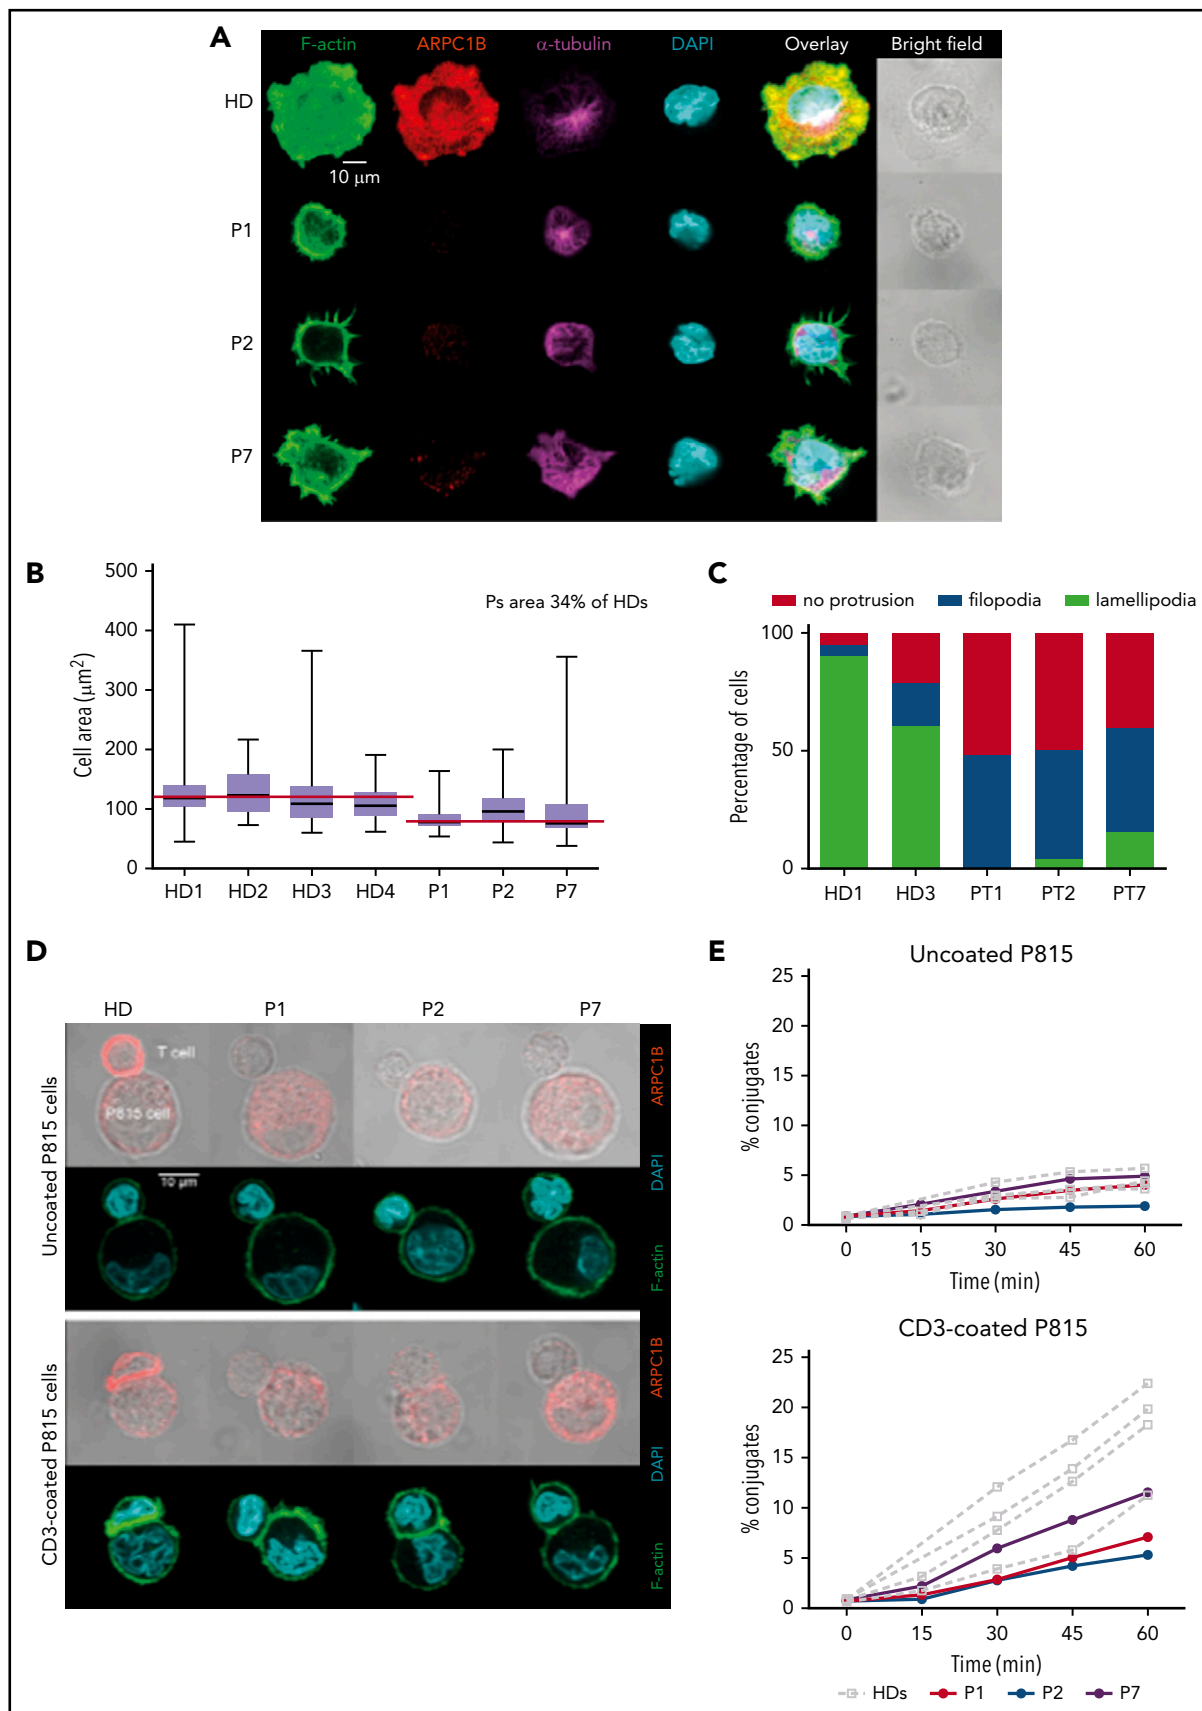 A
F-actin ARPC1B α-tubulin DAPI Overlay Bright field
HD
10 μm
P1
P2
P7
B
500
400
300
200
100
0
Cell area (μm²)
Ps area 34% of HDs
HD1 HD2 HD3 HD4 P1 P2 P7
C
no protrusion filopodia lamellipodia
100
50
0
Percentage of cells
HD1 HD3 PT1 PT2 PT7
D
HD P1 P2 P7
Uncoated P815 cells
T cell
P815 cell
10 μm
ARPC1B
DAPI
F-actin
CD3-coated P815 cells
ARPC1B
DAPI
F-actin
E
Uncoated P815
25
20
15
10
5
0
% conjugates
0 15 30 45 60
Time (min)
CD3-coated P815
25
20
15
10
5
0
% conjugates
0 15 30 45 60
Time (min)
HDs P1 P2 P7